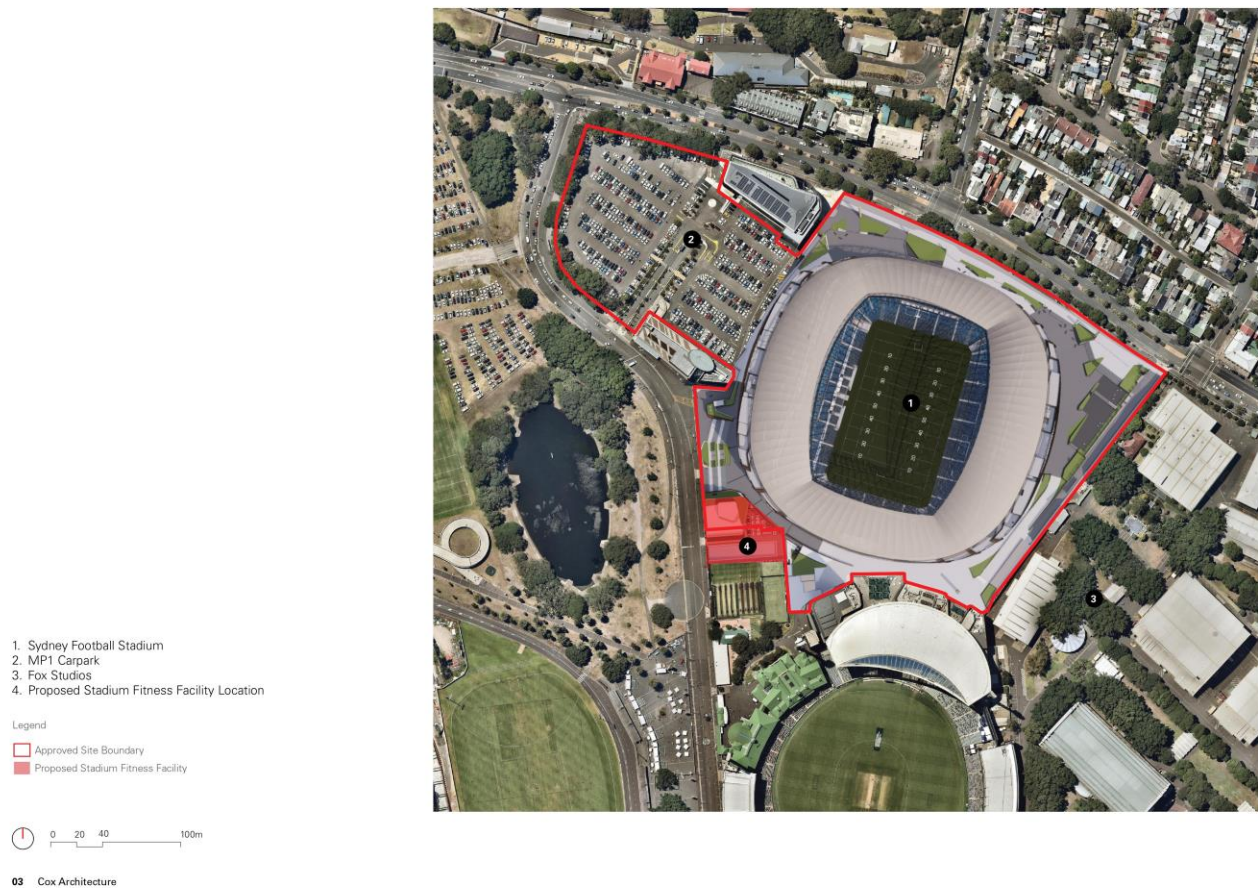 1. Sydney Football Stadium
2. MP1 Carpark
3. Fox Studios
4. Proposed Stadium Fitness Facility Location
Legend
Approved Site Boundary
Proposed Stadium Fitness Facility
0 20 40 100m
03 Cox Architecture
2
1
4
3